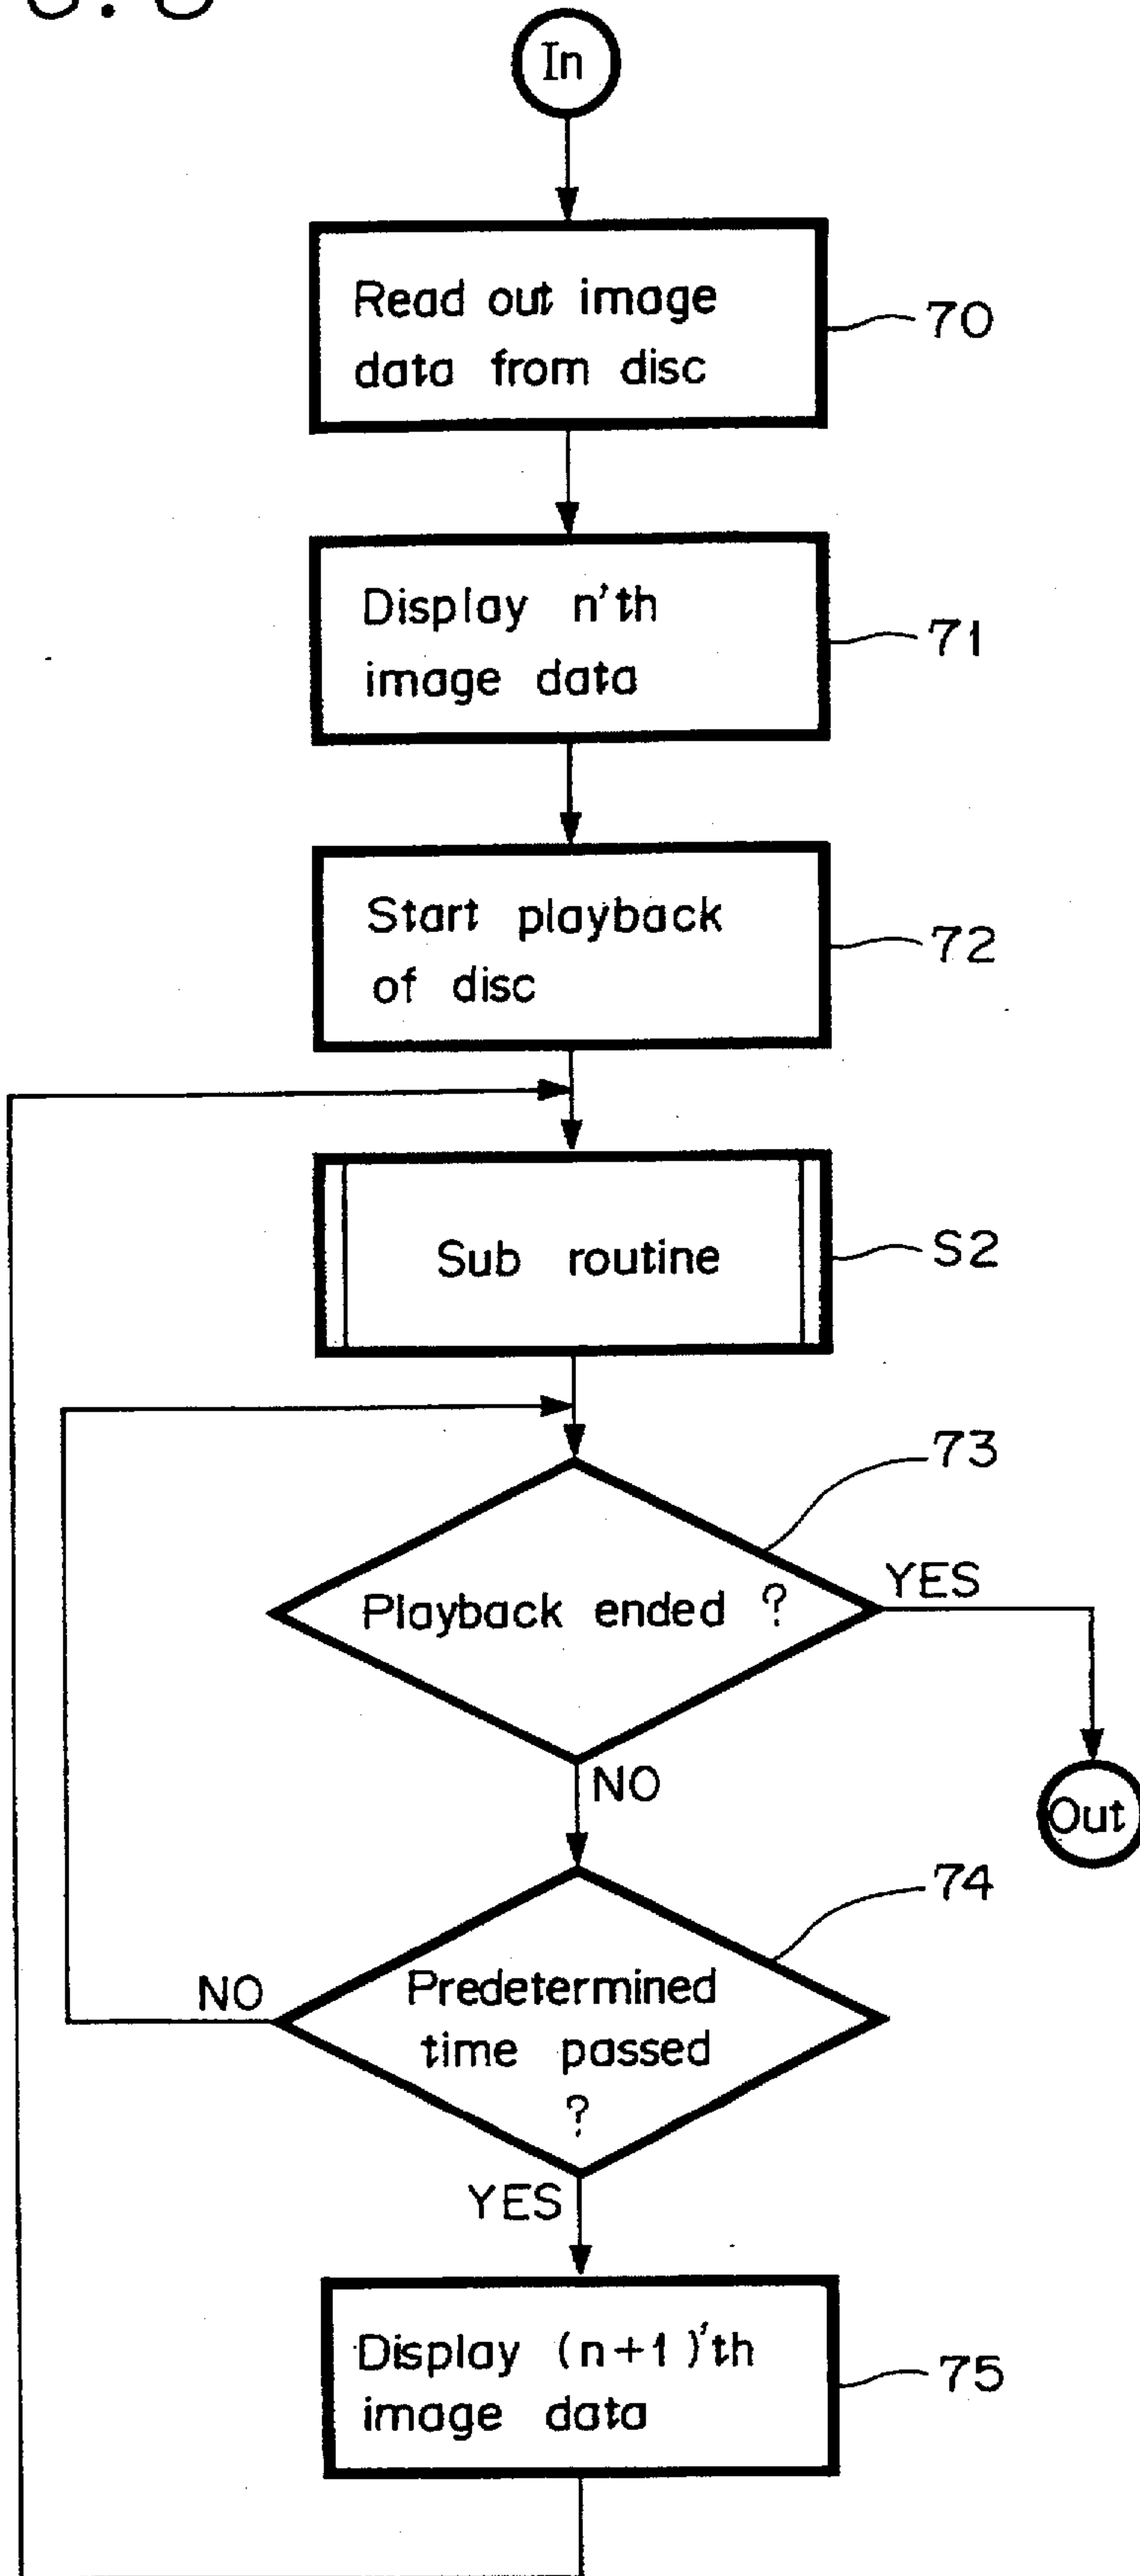 In
Read out image
data from disc
70
Display n'th
image data
71
Start playback
of disc
72
Sub routine
S2
73
Playback ended ?
YES
NO
Out
74
Predetermined
time passed
?
NO
YES
Display (n+1)'th
image data
75